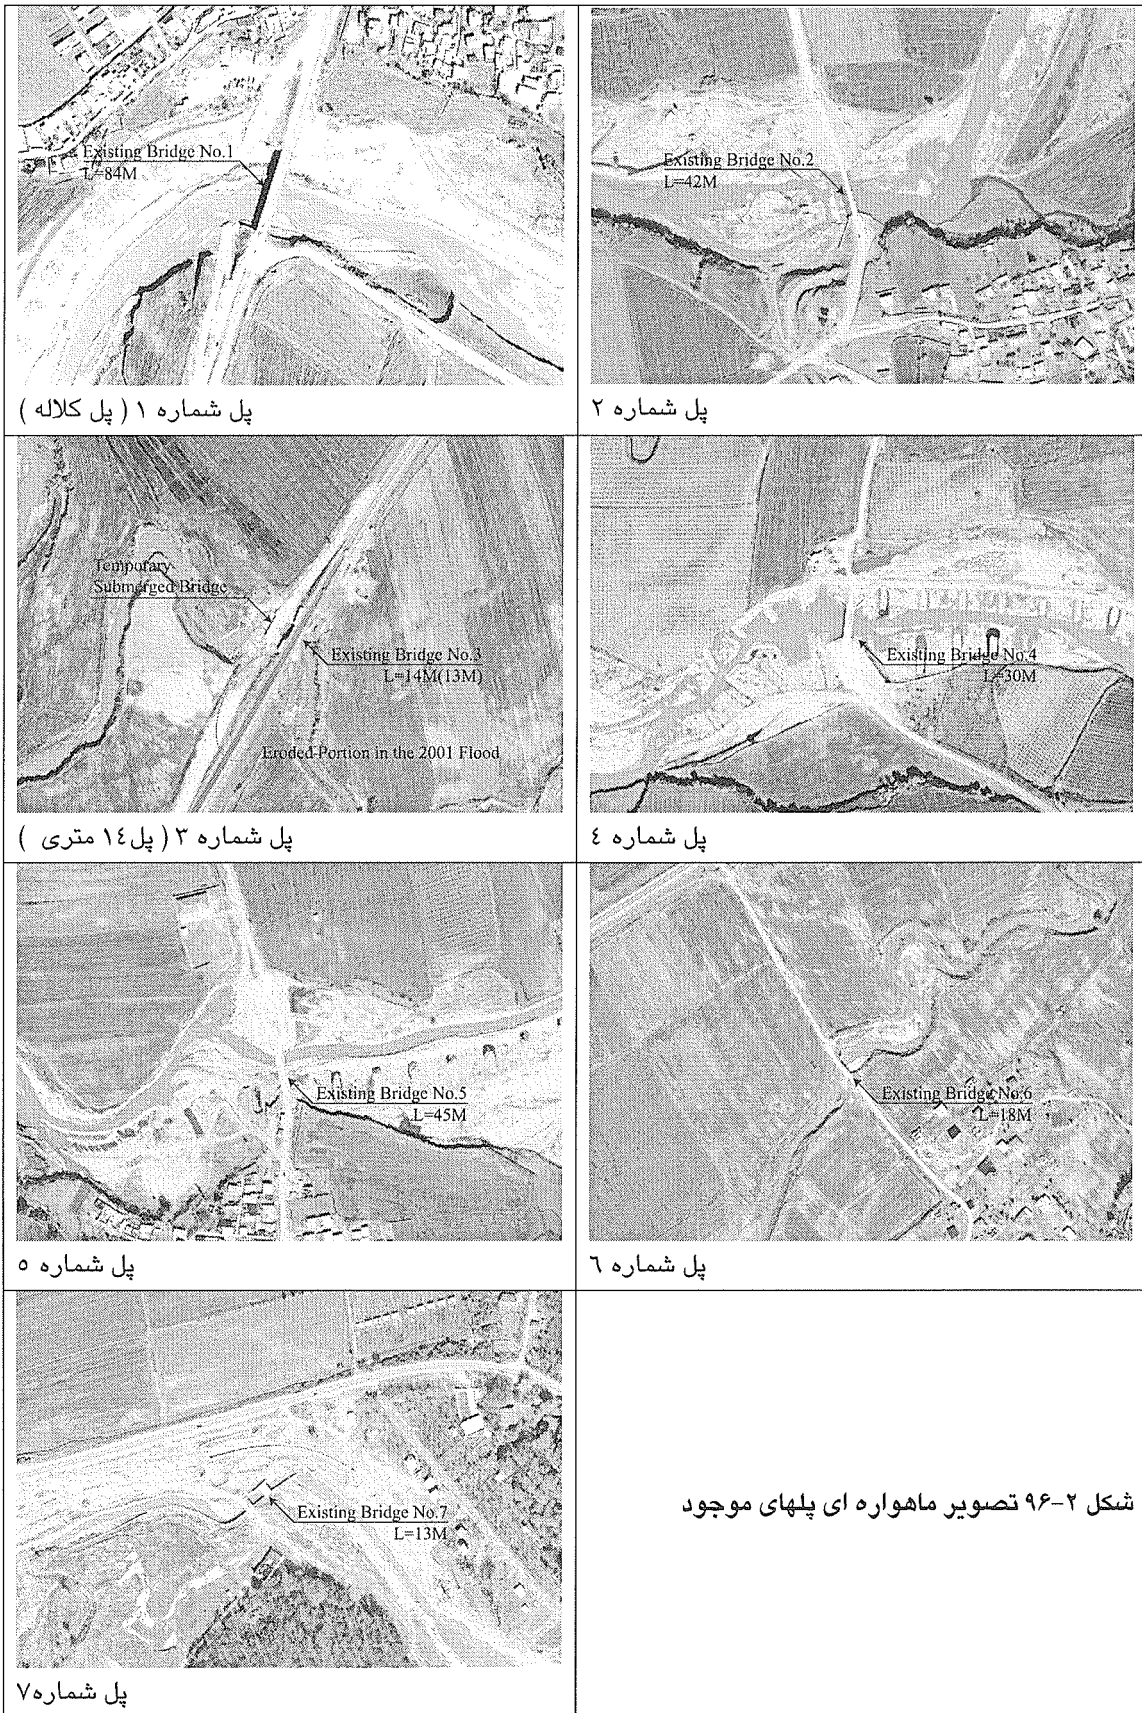 Existing Bridge No.1
L=84M
پل شماره ۱ ( پل کلاله )
Existing Bridge No.2
L=42M
پل شماره ۲
Temporary
Submerged Bridge
Existing Bridge No.3
L=14M(13M)
Eroded Portion in the 2001 Flood
پل شماره ۳ ( پل ١٤ متری )
Existing Bridge No.4
L=30M
پل شماره ٤
Existing Bridge No.5
L=45M
پل شماره ٥
Existing Bridge No.6
L=18M
پل شماره ٦
Existing Bridge No.7
L=13M
پل شماره۷
شکل ۲-۹۶ تصویر ماهواره ای پلهای موجود